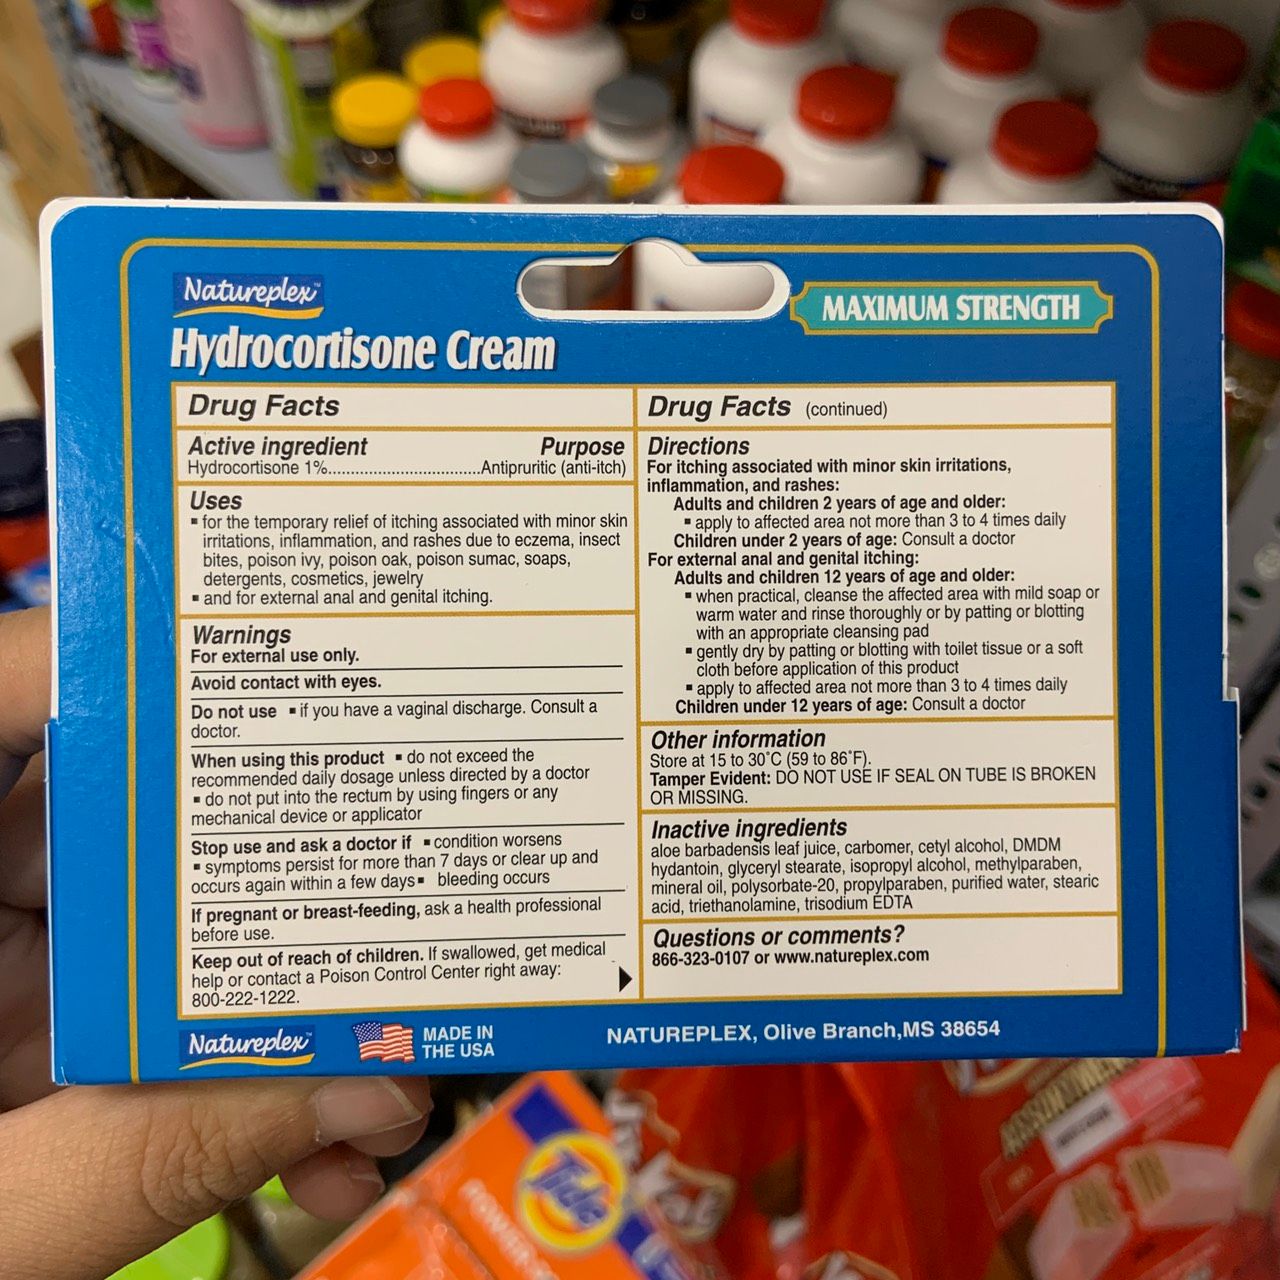 Natureplex™
MAXIMUM STRENGTH
Hydrocortisone Cream
Drug Facts
Active ingredient Purpose
Hydrocortisone 1%.................................Antipruritic (anti-itch)
Uses
▪ for the temporary relief of itching associated with minor skin
irritations, inflammation, and rashes due to eczema, insect
bites, poison ivy, poison oak, poison sumac, soaps,
detergents, cosmetics, jewelry
▪ and for external anal and genital itching.
Warnings
For external use only.
Avoid contact with eyes.
Do not use ▪ if you have a vaginal discharge. Consult a
doctor.
When using this product ▪ do not exceed the
recommended daily dosage unless directed by a doctor
▪ do not put into the rectum by using fingers or any
mechanical device or applicator
Stop use and ask a doctor if ▪ condition worsens
▪ symptoms persist for more than 7 days or clear up and
occurs again within a few days ▪ bleeding occurs
If pregnant or breast-feeding, ask a health professional
before use.
Keep out of reach of children. If swallowed, get medical
help or contact a Poison Control Center right away:
800-222-1222.
Drug Facts (continued)
Directions
For itching associated with minor skin irritations,
inflammation, and rashes:
Adults and children 2 years of age and older:
▪ apply to affected area not more than 3 to 4 times daily
Children under 2 years of age: Consult a doctor
For external anal and genital itching:
Adults and children 12 years of age and older:
▪ when practical, cleanse the affected area with mild soap or
warm water and rinse thoroughly or by patting or blotting
with an appropriate cleansing pad
▪ gently dry by patting or blotting with toilet tissue or a soft
cloth before application of this product
▪ apply to affected area not more than 3 to 4 times daily
Children under 12 years of age: Consult a doctor
Other information
Store at 15 to 30˚C (59 to 86˚F).
Tamper Evident: DO NOT USE IF SEAL ON TUBE IS BROKEN
OR MISSING.
Inactive ingredients
aloe barbadensis leaf juice, carbomer, cetyl alcohol, DMDM
hydantoin, glyceryl stearate, isopropyl alcohol, methylparaben,
mineral oil, polysorbate-20, propylparaben, purified water, stearic
acid, triethanolamine, trisodium EDTA
Questions or comments?
866-323-0107 or www.natureplex.com
Natureplex™
MADE IN
THE USA
NATUREPLEX, Olive Branch,MS 38654
Tide